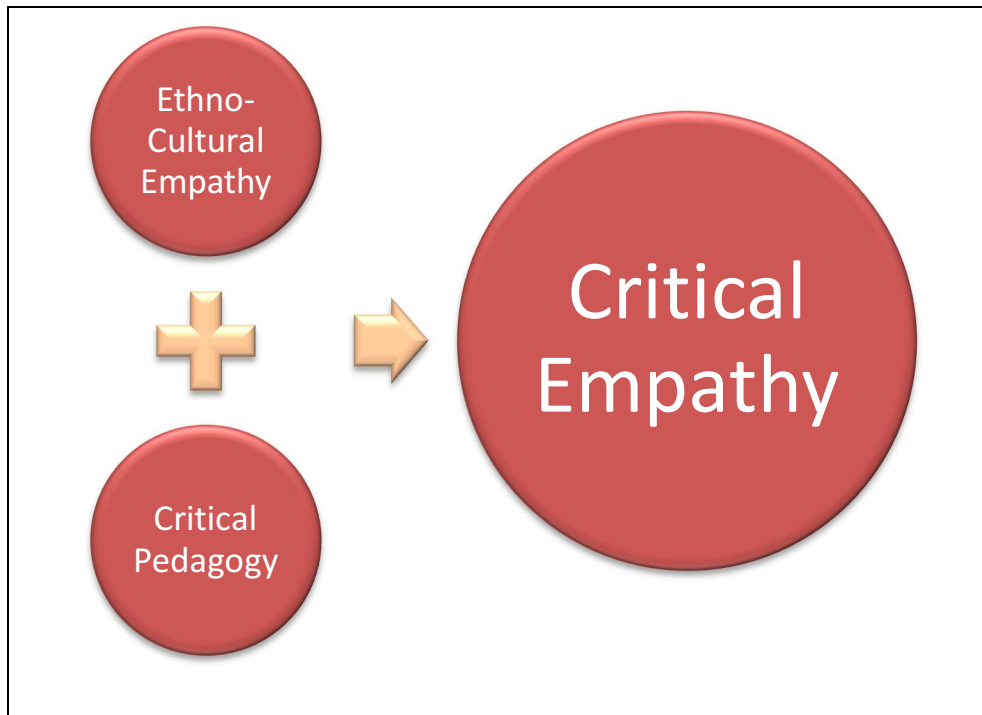 Ethno-
Cultural
Empathy
Critical
Pedagogy
Critical
Empathy